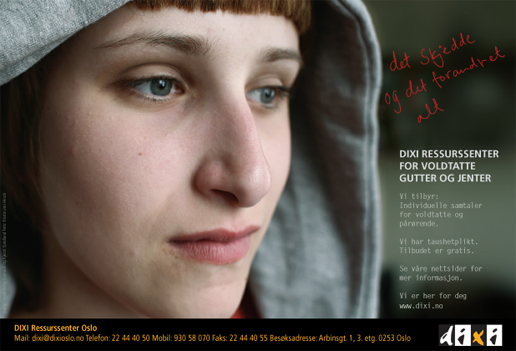 det skjedde
og det forandret
alt
DIXI RESSURSSENTER
FOR VOLDTATTE
GUTTER OG JENTER
Vi tilbyr:
Individuelle samtaler
for voldtatte og
pårørende.
Vi har taushetplikt.
Tilbudet er gratis.
Se våre nettsider for
mer informasjon.
Vi er her for deg
www.dixi.no
DIXI Ressurssenter Oslo
Mail: dixi@dixioslo.no Telefon: 22 44 40 50 Mobil: 930 58 070 Faks: 22 44 40 55 Besøksadresse: Arbinsgt. 1, 3. etg. 0253 Oslo
dixi